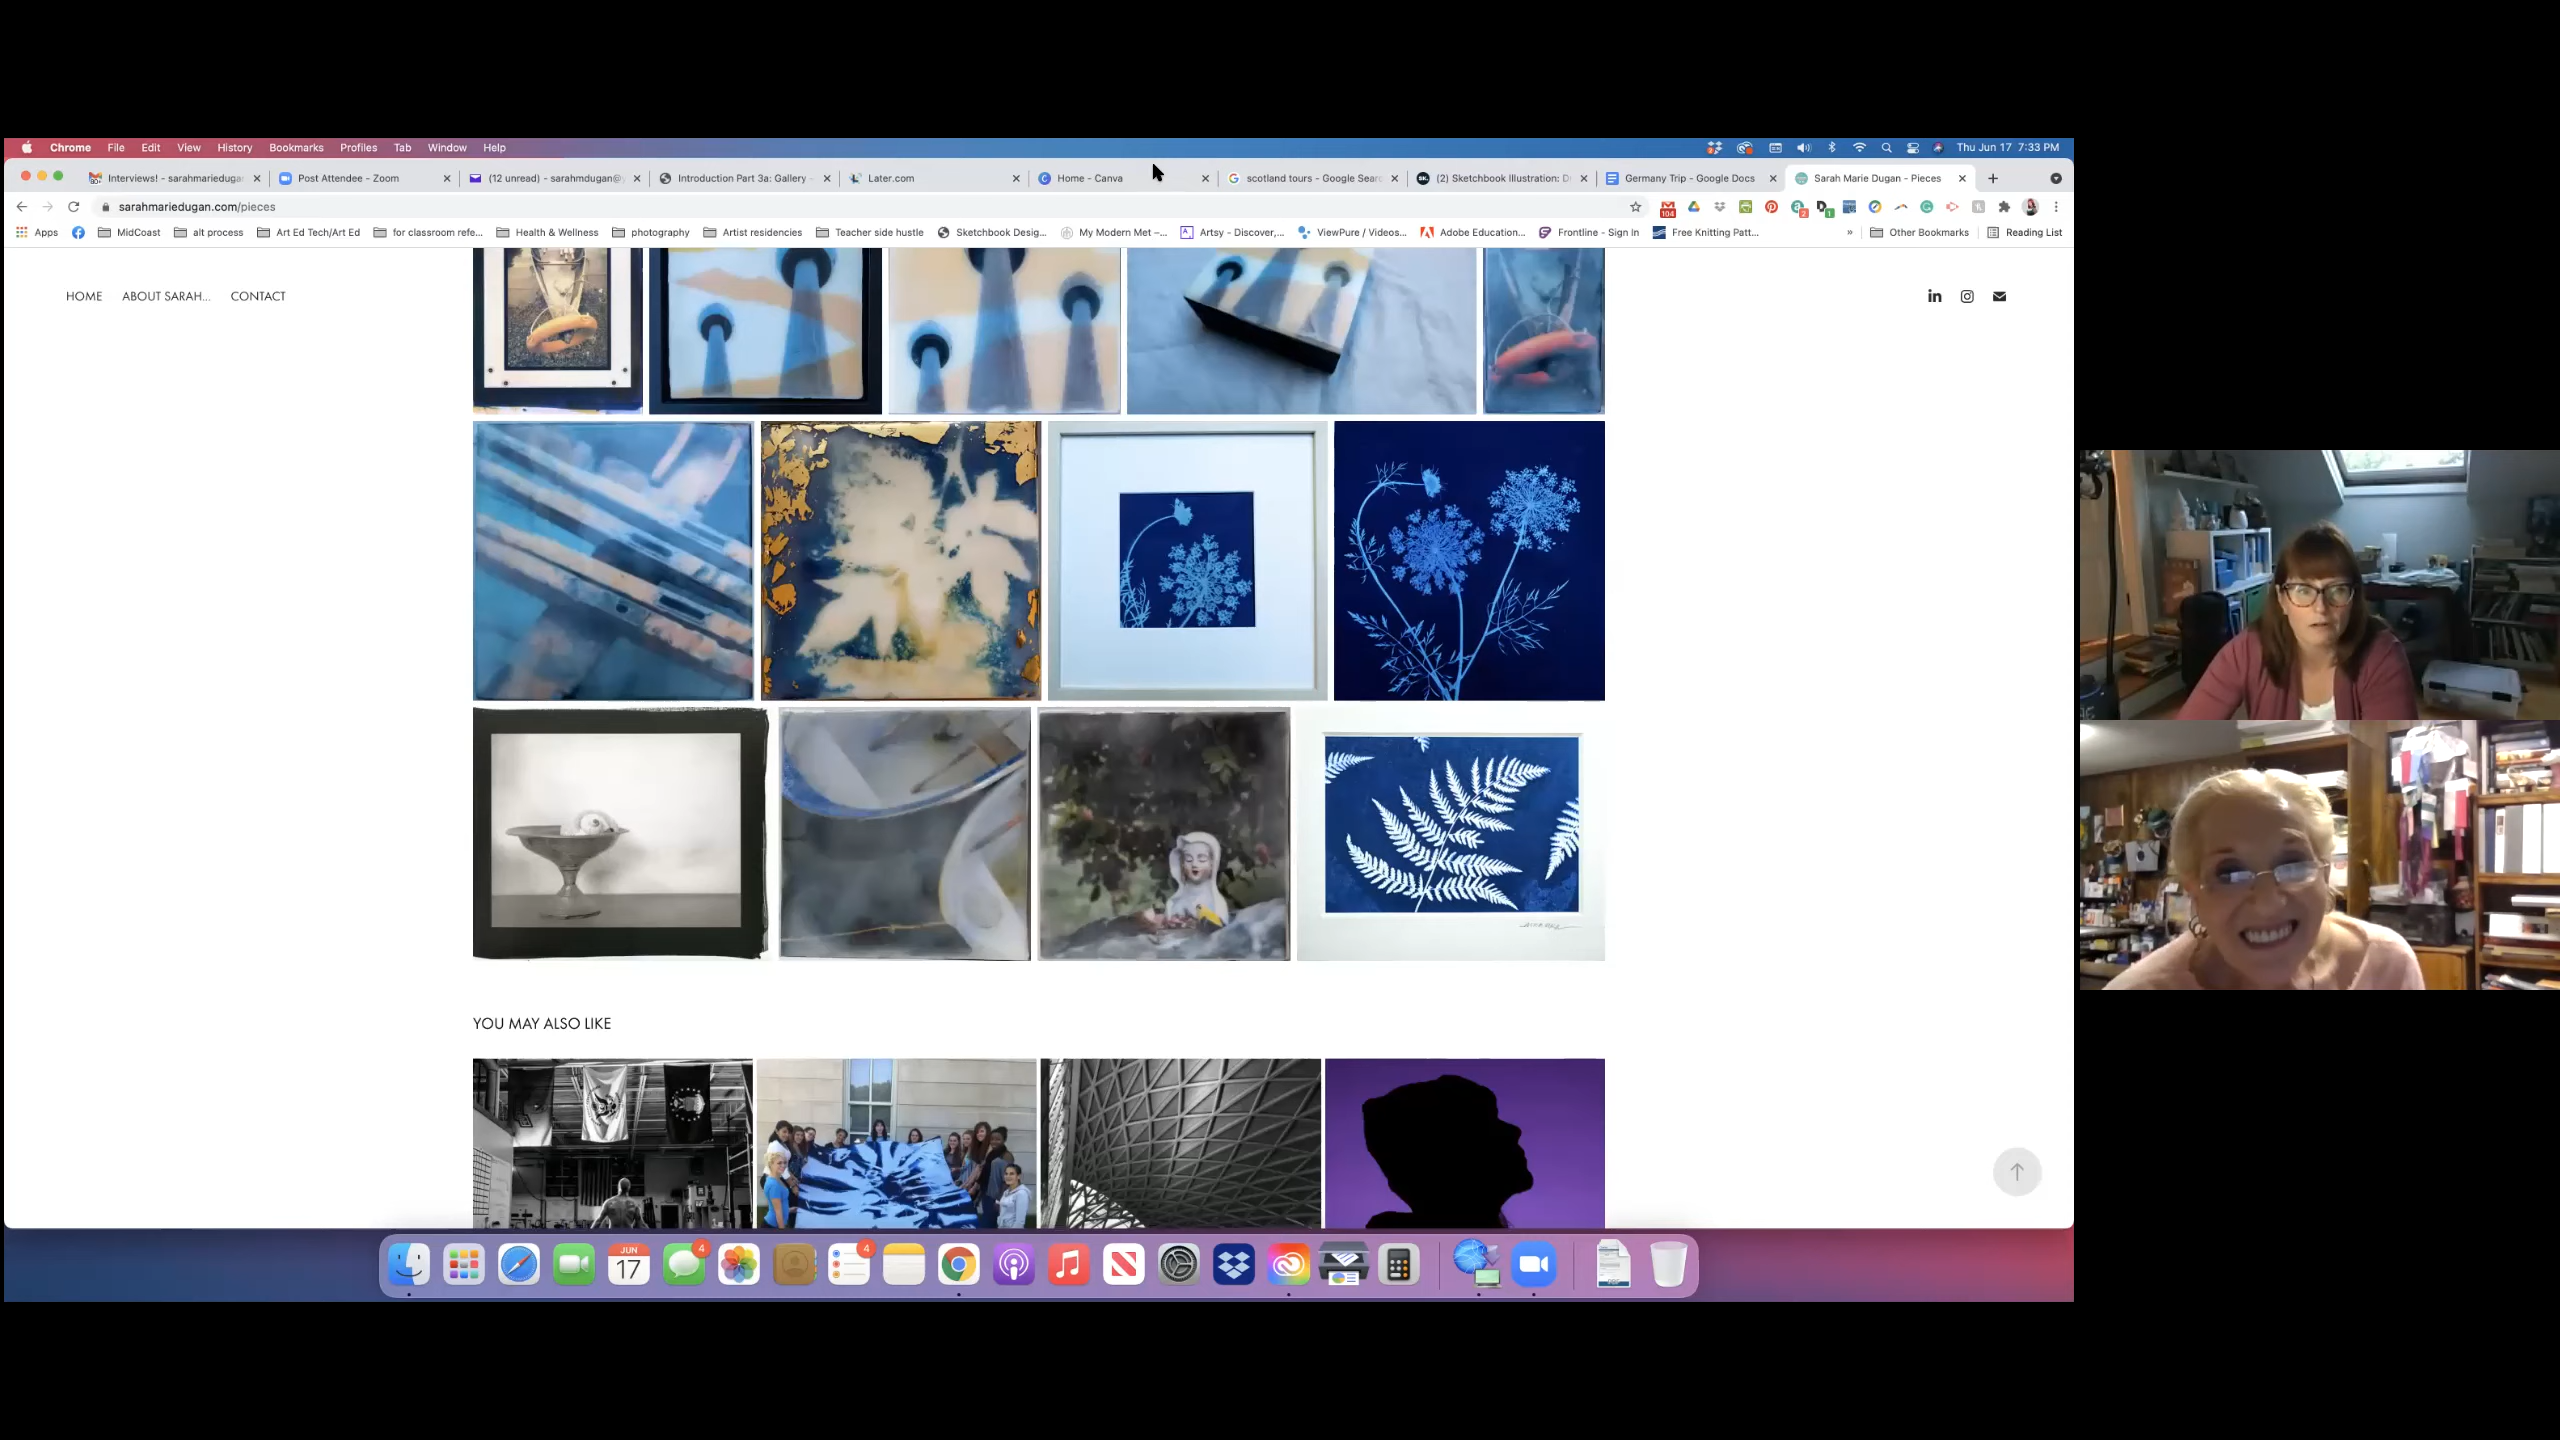 Chrome File Edit View History Bookmarks Profiles Tab Window Help Thu Jun 17 7:33 PM
Interviews! - sarahmariedugan Post Attendee - Zoom (12 unread) - sarahmdugan@ Introduction Part 3a: Gallery - Later.com Home - Canva scotland tours - Google Sear (2) Sketchbook Illustration: D Germany Trip - Google Docs Sarah Marie Dugan - Pieces
sarahmariedugan.com/pieces 104 2 1
Apps MidCoast alt process Art Ed Tech/Art Ed for classroom refe... Health & Wellness photography Artist residencies Teacher side hustle Sketchbook Desig... My Modern Met –... Artsy - Discover,... ViewPure / Videos... Adobe Education... Frontline - Sign In Free Knitting Patt... » Other Bookmarks Reading List
HOME ABOUT SARAH... CONTACT
YOU MAY ALSO LIKE
JUN
17
4
4